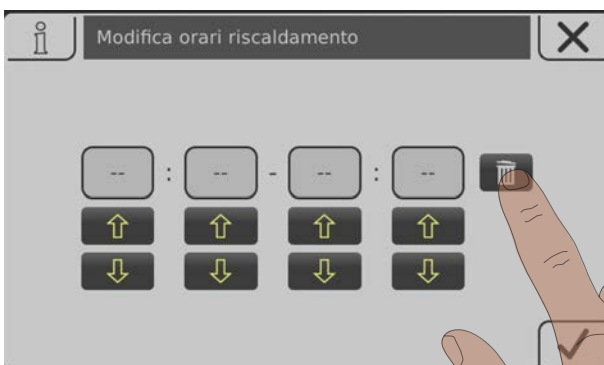 Modifica orari riscaldamento
-- : -- - -- : --